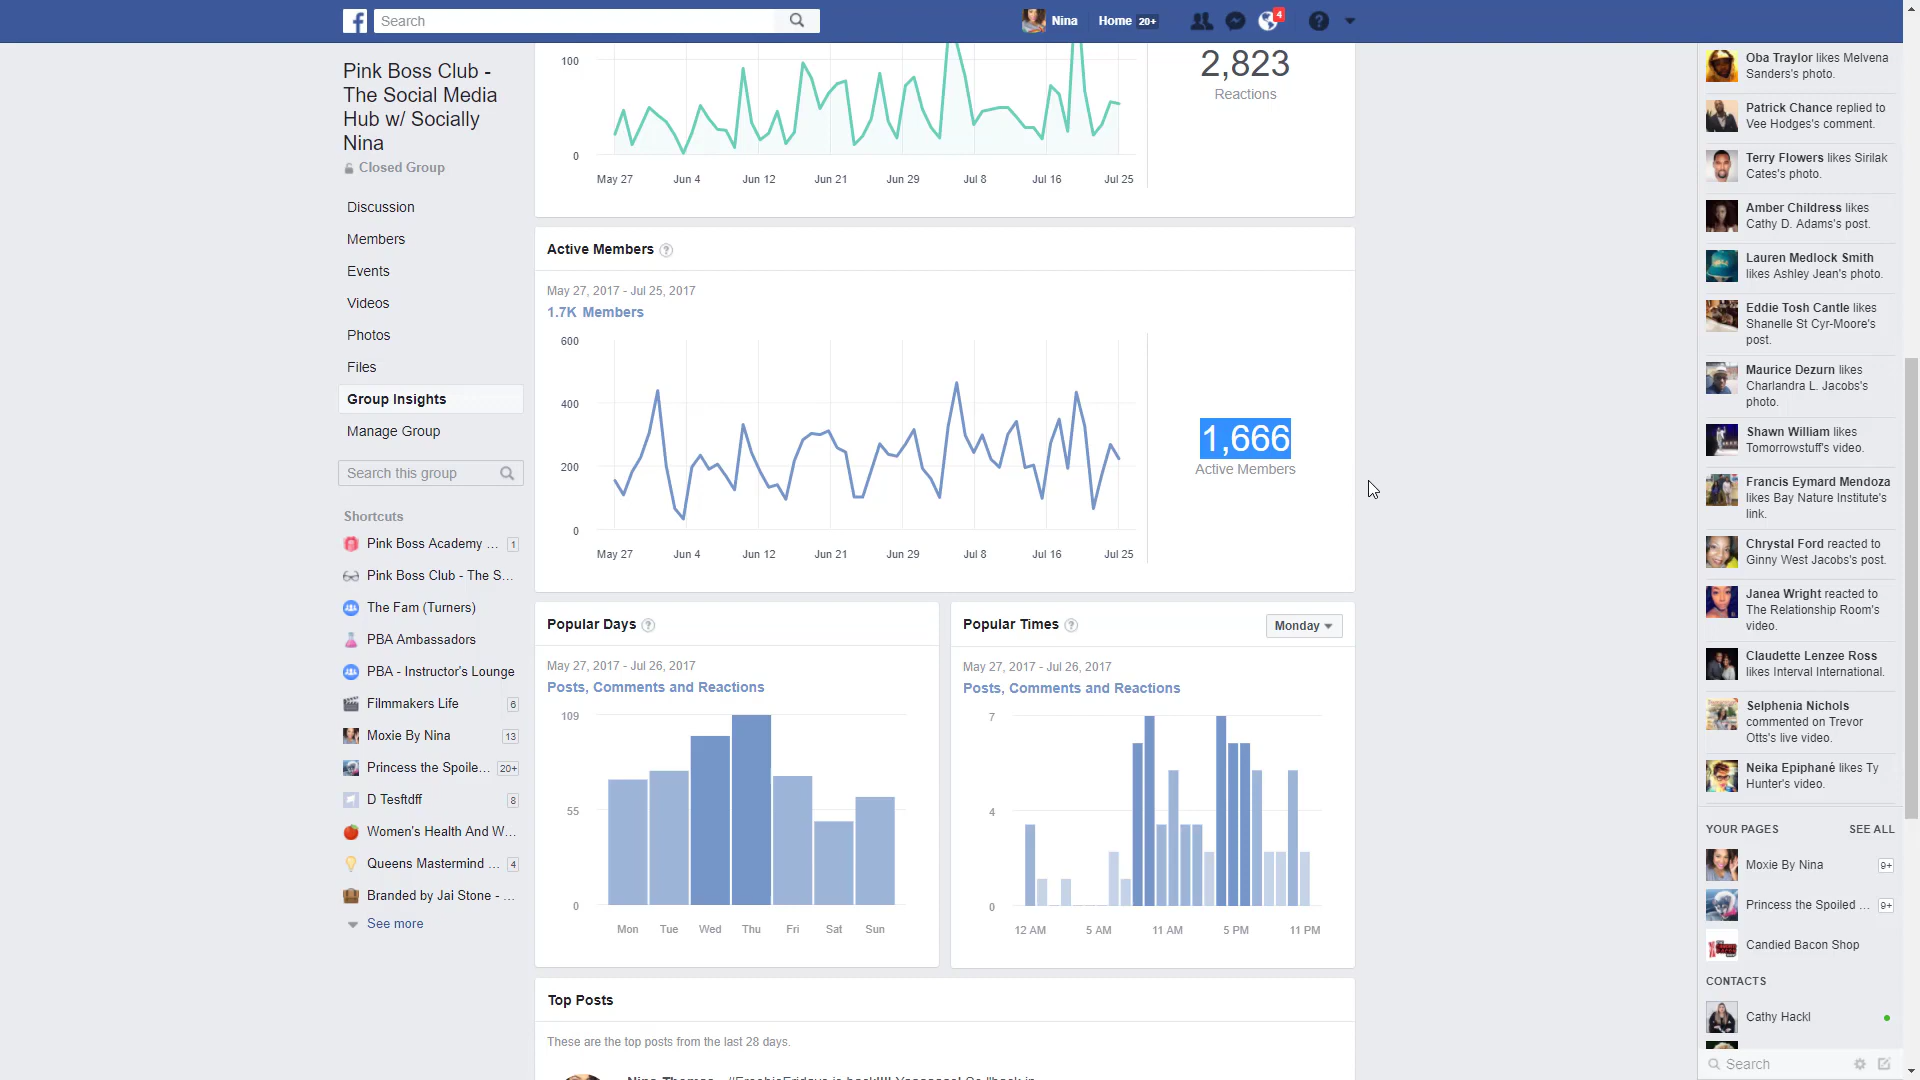 Search
Nina
Home 20+
4
Pink Boss Club -
The Social Media
Hub w/ Socially
Nina
Closed Group
Discussion
Members
Events
Videos
Photos
Files
Group Insights
Manage Group
Search this group
Shortcuts
Pink Boss Academy ... 1
Pink Boss Club - The S...
The Fam (Turners)
PBA Ambassadors
PBA - Instructor's Lounge
Filmmakers Life 6
Moxie By Nina 13
Princess the Spoile... 20+
D Tesftdff 8
Women's Health And W...
Queens Mastermind ... 4
Branded by Jai Stone - ...
See more
100
0
May 27 Jun 4 Jun 12 Jun 21 Jun 29 Jul 8 Jul 16 Jul 25
2,823
Reactions
Active Members ?
May 27, 2017 - Jul 25, 2017
1.7K Members
600
400
200
0
May 27 Jun 4 Jun 12 Jun 21 Jun 29 Jul 8 Jul 16 Jul 25
1,666
Active Members
Popular Days ?
May 27, 2017 - Jul 26, 2017
Posts, Comments and Reactions
109
55
0
Mon Tue Wed Thu Fri Sat Sun
Popular Times ?
Monday
May 27, 2017 - Jul 26, 2017
Posts, Comments and Reactions
7
4
0
12 AM 5 AM 11 AM 5 PM 11 PM
Top Posts
These are the top posts from the last 28 days.
Oba Traylor likes Melvena
Sanders's photo.
Patrick Chance replied to
Vee Hodges's comment.
Terry Flowers likes Sirilak
Cates's photo.
Amber Childress likes
Cathy D. Adams's post.
Lauren Medlock Smith
likes Ashley Jean's photo.
Eddie Tosh Cantle likes
Shanelle St Cyr-Moore's
post.
Maurice Dezurn likes
Charlandra L. Jacobs's
photo.
Shawn William likes
Tomorrowstuff's video.
Francis Eymard Mendoza
likes Bay Nature Institute's
link.
Chrystal Ford reacted to
Ginny West Jacobs's post.
Janea Wright reacted to
The Relationship Room's
video.
Claudette Lenzee Ross
likes Interval International.
Selphenia Nichols
commented on Trevor
Otts's live video.
Neika Epiphané likes Ty
Hunter's video.
YOUR PAGES SEE ALL
Moxie By Nina 9+
Princess the Spoiled ... 9+
Candied Bacon Shop
CONTACTS
Cathy Hackl
Search